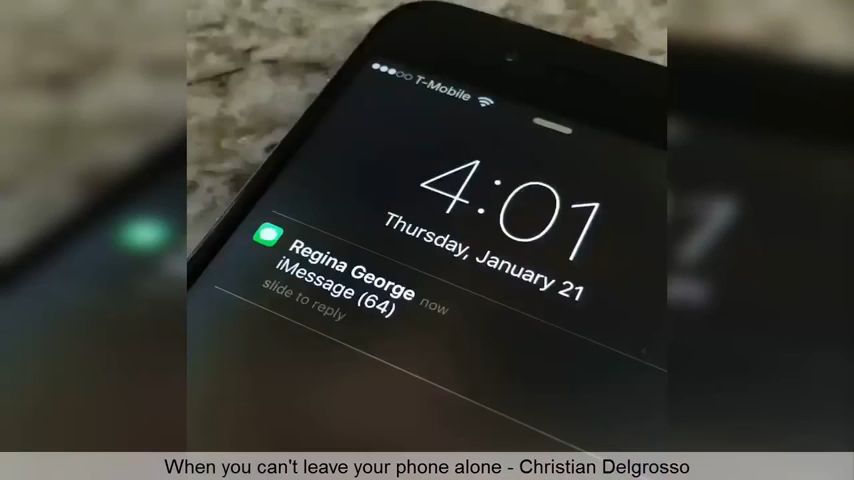 T-Mobile
4:01
Thursday, January 21
Regina George now
iMessage (64)
slide to reply
When you can't leave your phone alone - Christian Delgrosso